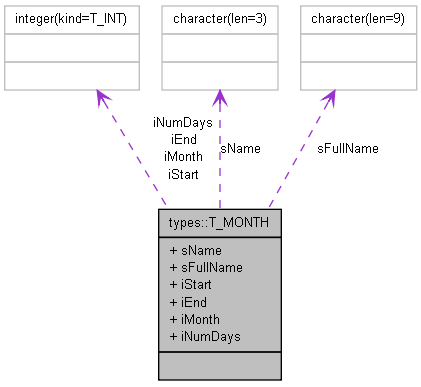 integer(kind=T_INT)
character(len=3)
character(len=9)
iNumDays
iEnd
iMonth
iStart
sName
sFullName
types::T_MONTH
+ sName
+ sFullName
+ iStart
+ iEnd
+ iMonth
+ iNumDays